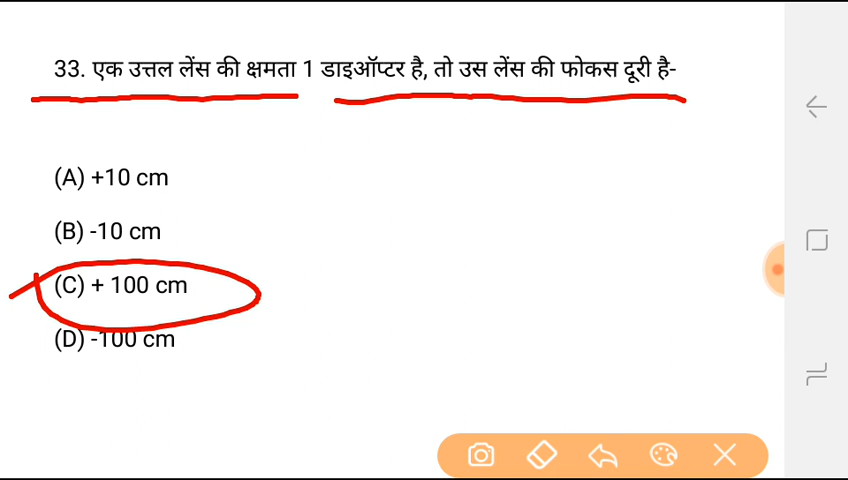 33. एक उत्तल लेंस की क्षमता 1 डाइऑप्टर है, तो उस लेंस की फोकस दूरी है-
(A) +10 cm
(B) -10 cm
(C) + 100 cm
(D) -100 cm